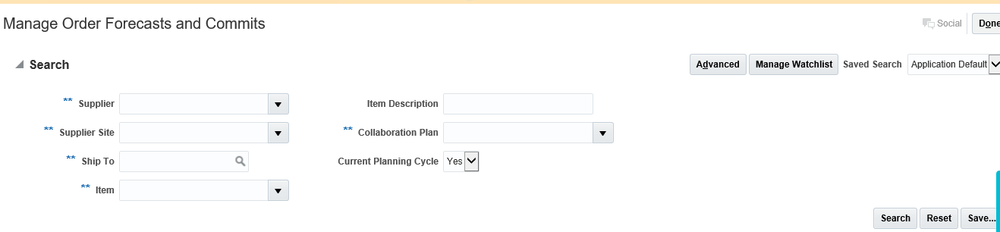 Manage Order Forecasts and Commits
Social
Done
Search
Advanced
Manage Watchlist
Saved Search
Application Default
** Supplier
Item Description
** Supplier Site
** Collaboration Plan
** Ship To
Current Planning Cycle Yes
** Item
Search
Reset
Save...